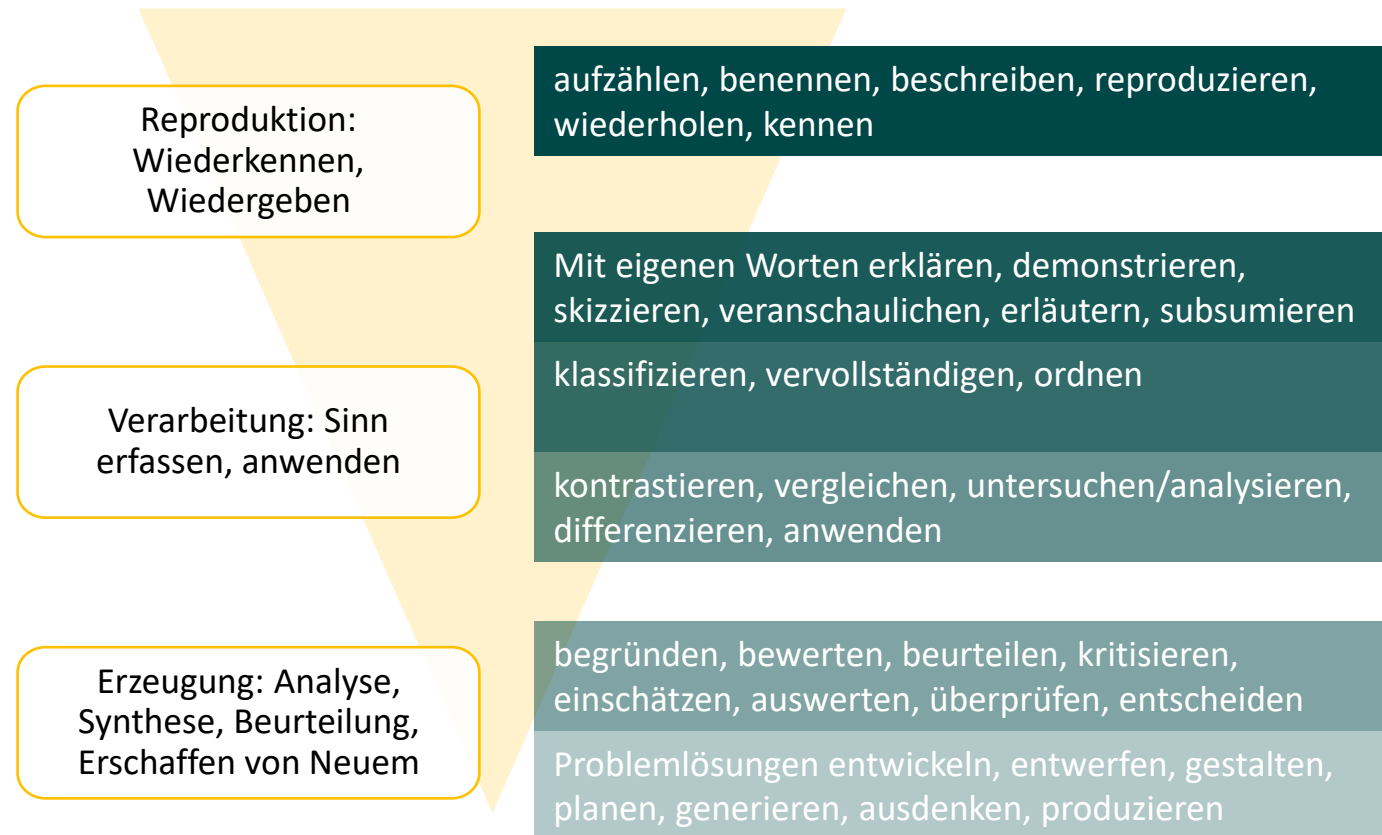 Reproduktion:
Wiederkennen,
Wiedergeben
aufzählen, benennen, beschreiben, reproduzieren,
wiederholen, kennen
Verarbeitung: Sinn
erfassen, anwenden
Mit eigenen Worten erklären, demonstrieren,
skizzieren, veranschaulichen, erläutern, subsumieren
klassifizieren, vervollständigen, ordnen
kontrastieren, vergleichen, untersuchen/analysieren,
differenzieren, anwenden
Erzeugung: Analyse,
Synthese, Beurteilung,
Erschaffen von Neuem
begründen, bewerten, beurteilen, kritisieren,
einschätzen, auswerten, überprüfen, entscheiden
Problemlösungen entwickeln, entwerfen, gestalten,
planen, generieren, ausdenken, produzieren